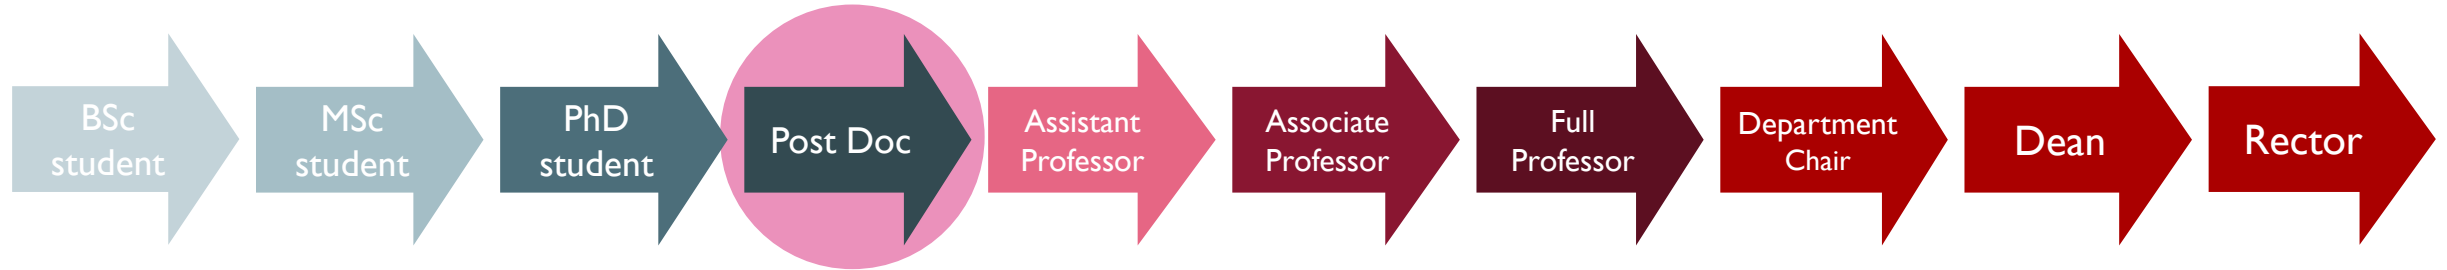 BSc
student
MSc
student
PhD
student
Post Doc
Assistant
Professor
Associate
Professor
Full
Professor
Department
Chair
Dean
Rector